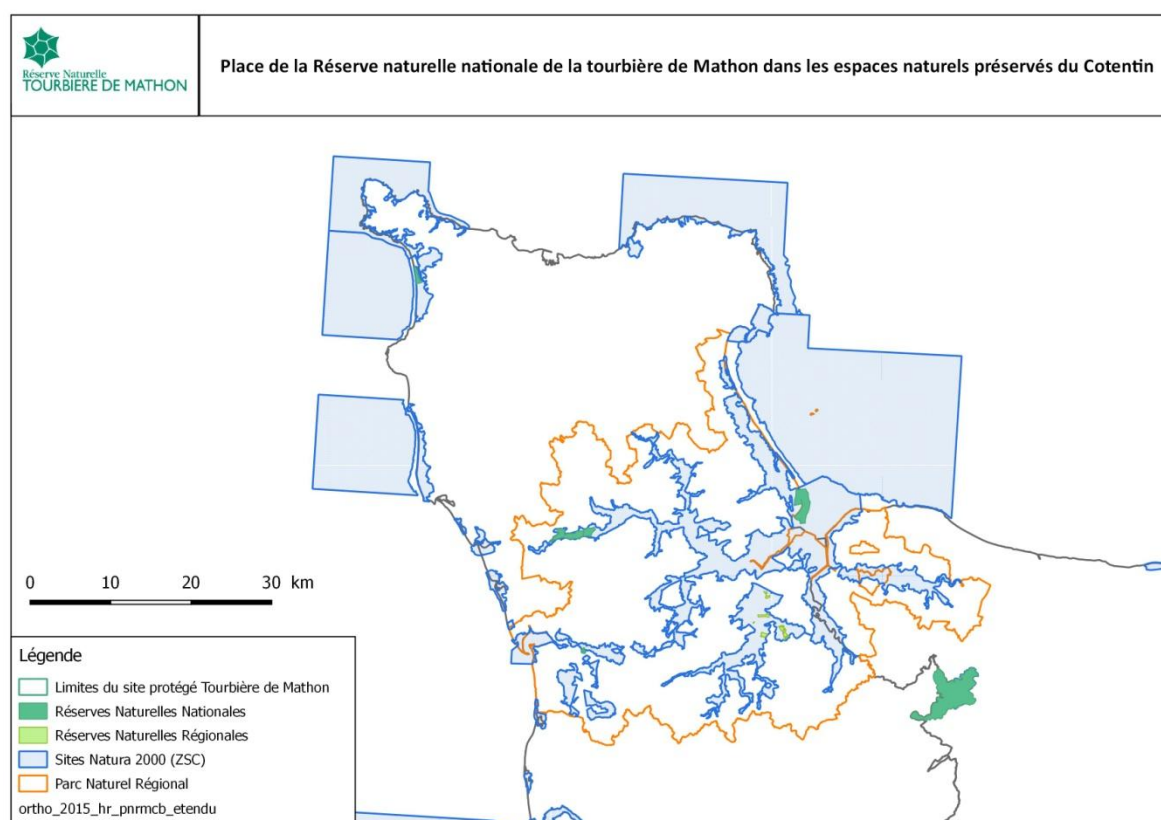 Réserve Naturelle
TOURBIÈRE DE MATHON
Place de la Réserve naturelle nationale de la tourbière de Mathon dans les espaces naturels préservés du Cotentin
0 10 20 30 km
Légende
Limites du site protégé Tourbière de Mathon
Réserves Naturelles Nationales
Réserves Naturelles Régionales
Sites Natura 2000 (ZSC)
Parc Naturel Régional
ortho_2015_hr_pnrmcb_etendu